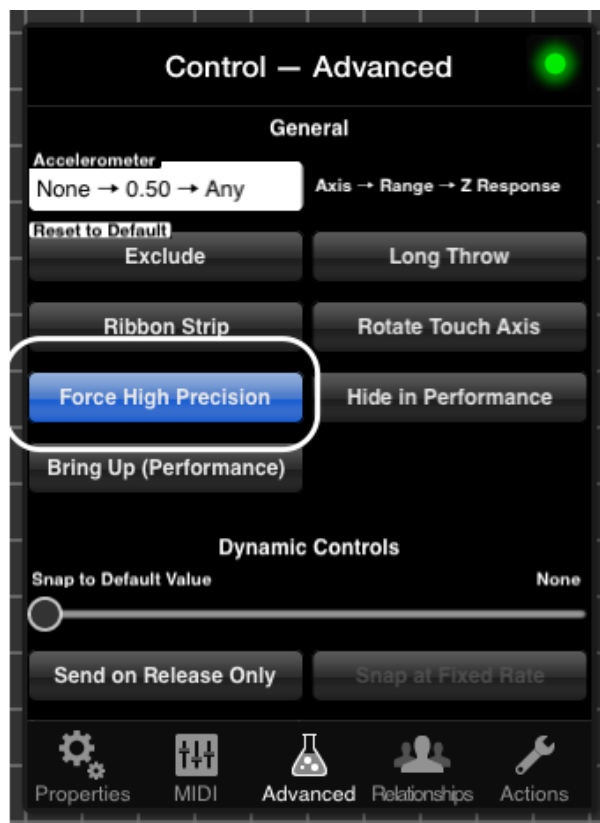 Control — Advanced
General
Accelerometer
None → 0.50 → Any
Axis → Range → Z Response
Reset to Default
Exclude
Long Throw
Ribbon Strip
Rotate Touch Axis
Force High Precision
Hide in Performance
Bring Up (Performance)
Dynamic Controls
Snap to Default Value
None
Send on Release Only
Snap at Fixed Rate
Properties
MIDI
Advanced
Relationships
Actions